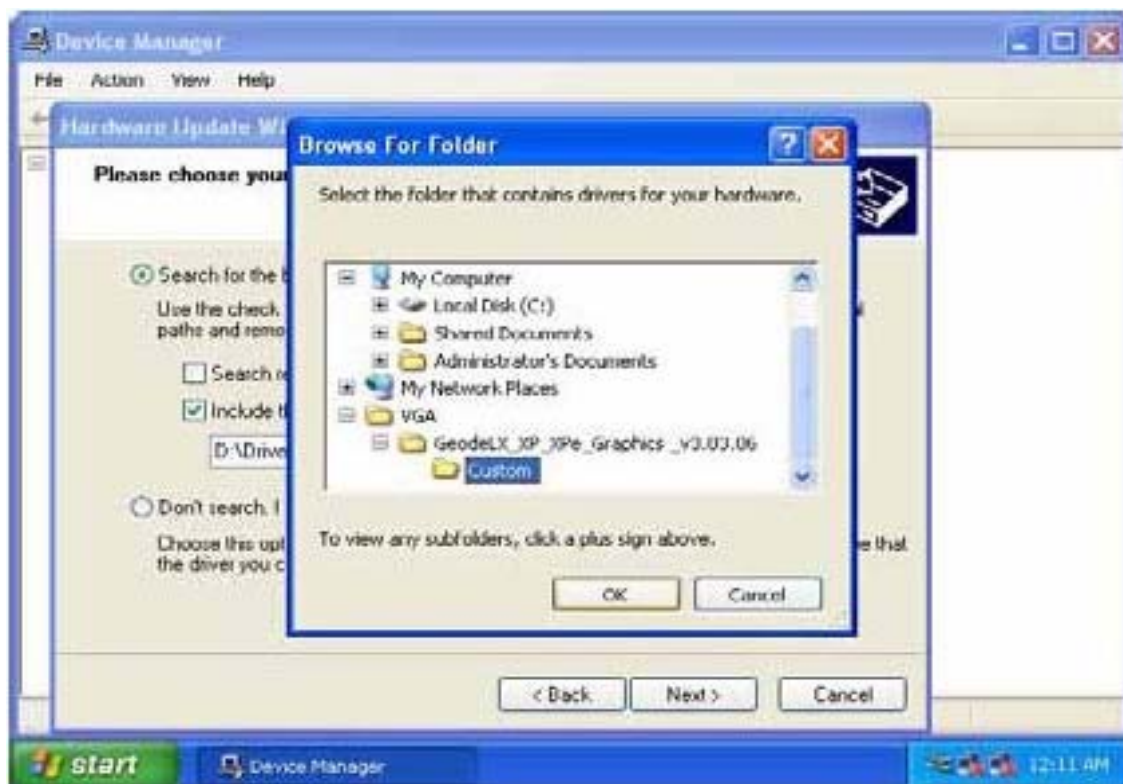 Device Manager
File Action View Help
Hardware Update Wi
Browse For Folder
Please choose your
Select the folder that contains drivers for your hardware.
My Computer
Search for the b
Local Disk (C:)
Use the check
paths and remo
Shared Documents
Administrator's Documents
Search re
My Network Places
Include th
VGA
GeodeLX_XP_XPe_Graphics _v3.03.06
D:\Drive
Custom
Don't search. I
To view any subfolders, click a plus sign above.
Choose this opt
e that
the driver you c
OK Cancel
< Back Next > Cancel
start Device Manager 12:11 AM